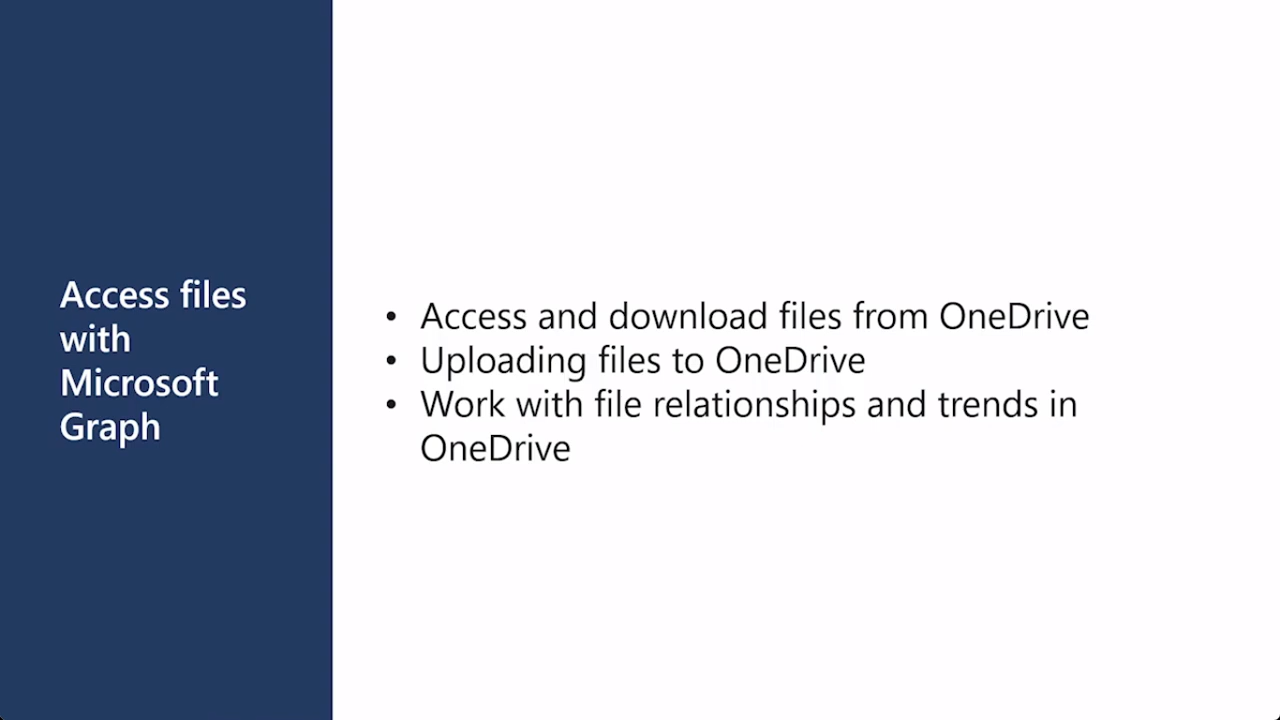 Access files
with
Microsoft
Graph
• Access and download files from OneDrive
• Uploading files to OneDrive
• Work with file relationships and trends in
OneDrive